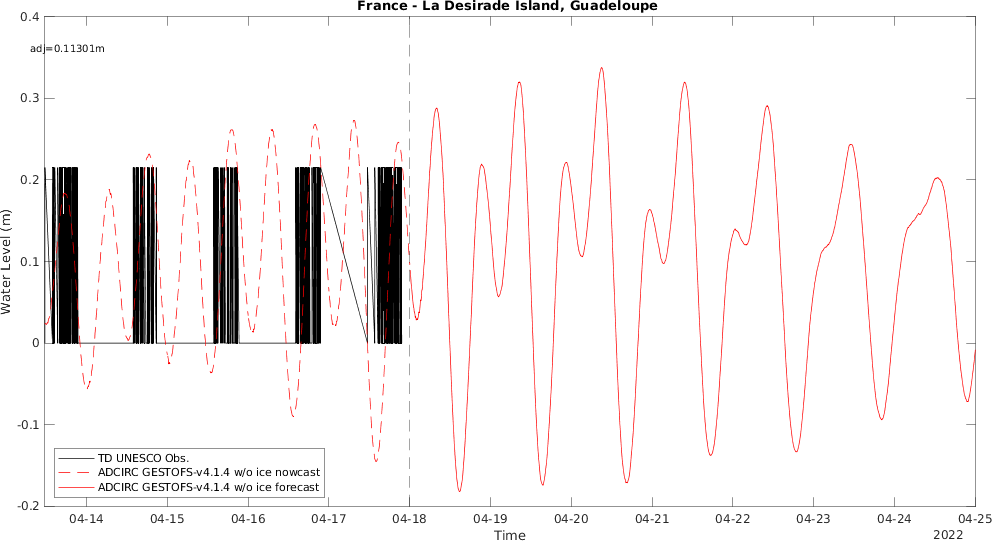 France - La Desirade Island, Guadeloupe
adj=0.11301m
0.4
0.3
0.2
0.1
0
-0.1
-0.2
Water Level (m)
TD UNESCO Obs.
ADCIRC GESTOFS-v4.1.4 w/o ice nowcast
ADCIRC GESTOFS-v4.1.4 w/o ice forecast
04-14 04-15 04-16 04-17 04-18 04-19 04-20 04-21 04-22 04-23 04-24 04-25
Time
2022